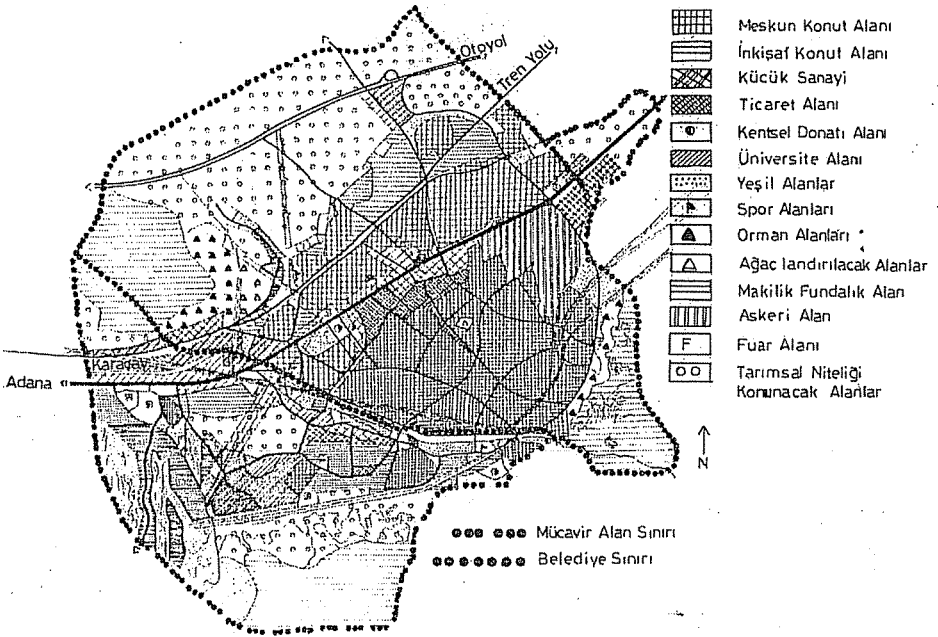 Otoyol
Tren Yolu
Karaçay
Adana
Meskun Konut Alanı
İnkişaf Konut Alanı
Kücük Sanayi
Ticaret Alanı
Kentsel Donatı Alanı
Üniversite Alanı
Yeşil Alanlar
Spor Alanları
Orman Alanları
Ağaç landırılacak Alanlar
Makilik Fundalık Alan
Askeri Alan
F Fuar Alanı
Tarımsal Niteliği
Konunacak Alanlar
N
Mücavir Alan Sınırı
Belediye Sınırı